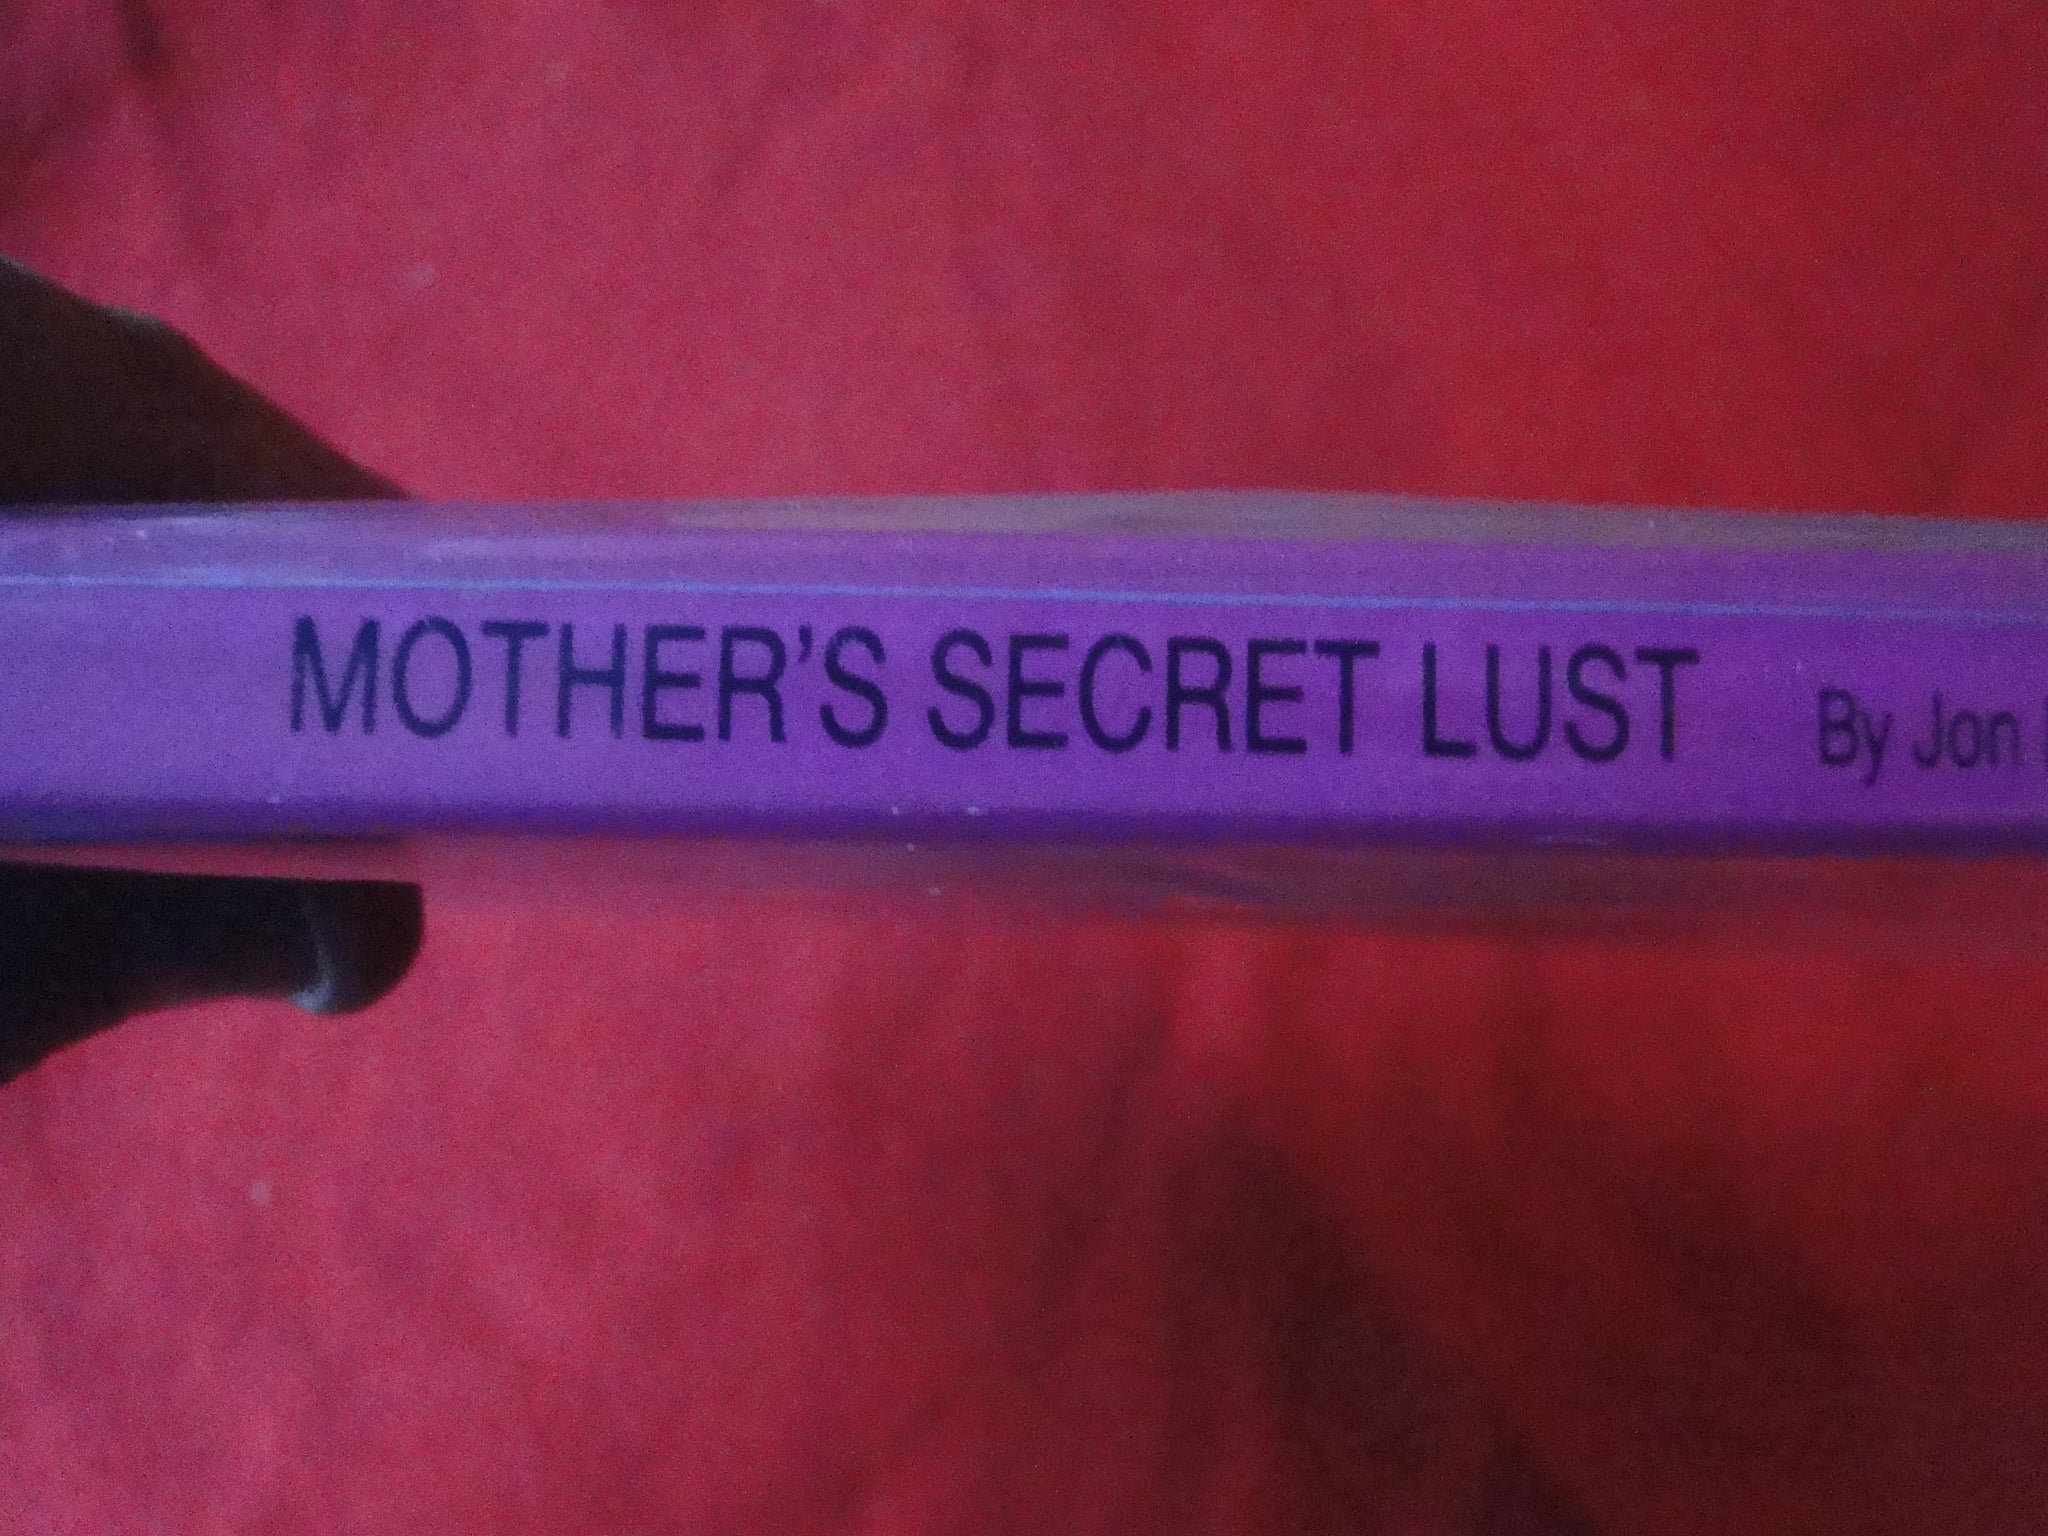 MOTHER'S SECRET LUST By Jon